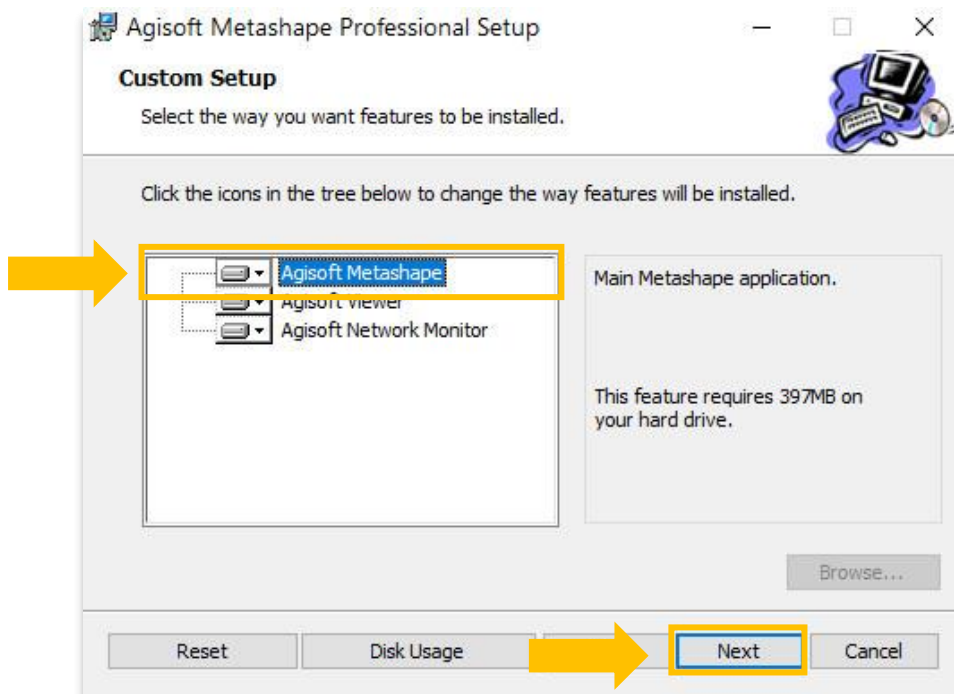 Agisoft Metashape Professional Setup
Custom Setup
Select the way you want features to be installed.
Click the icons in the tree below to change the way features will be installed.
Agisoft Metashape
Agisoft Viewer
Agisoft Network Monitor
Main Metashape application.
This feature requires 397MB on
your hard drive.
Browse...
Reset
Disk Usage
Next
Cancel